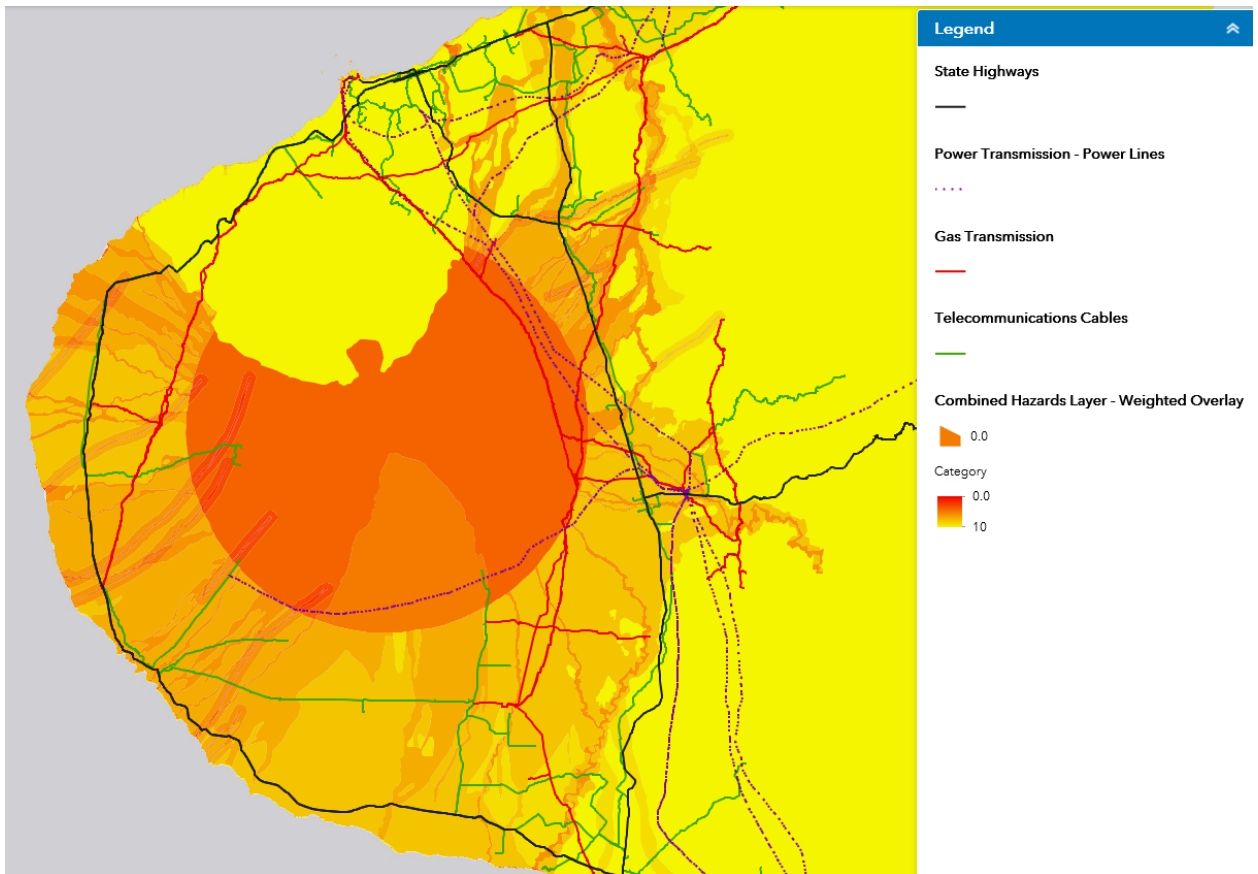 Legend
State Highways
Power Transmission - Power Lines
Gas Transmission
Telecommunications Cables
Combined Hazards Layer - Weighted Overlay
0.0
Category
0.0
10